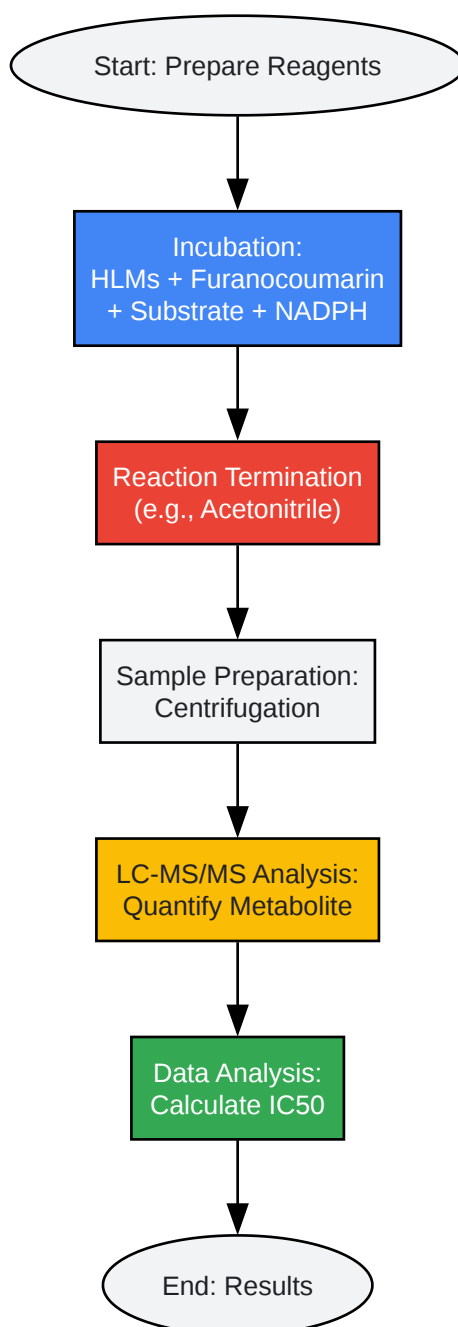 Start: Prepare Reagents
Incubation:
HLMs + Furanocoumarin
+ Substrate + NADPH
Reaction Termination
(e.g., Acetonitrile)
Sample Preparation:
Centrifugation
LC-MS/MS Analysis:
Quantify Metabolite
Data Analysis:
Calculate IC50
End: Results